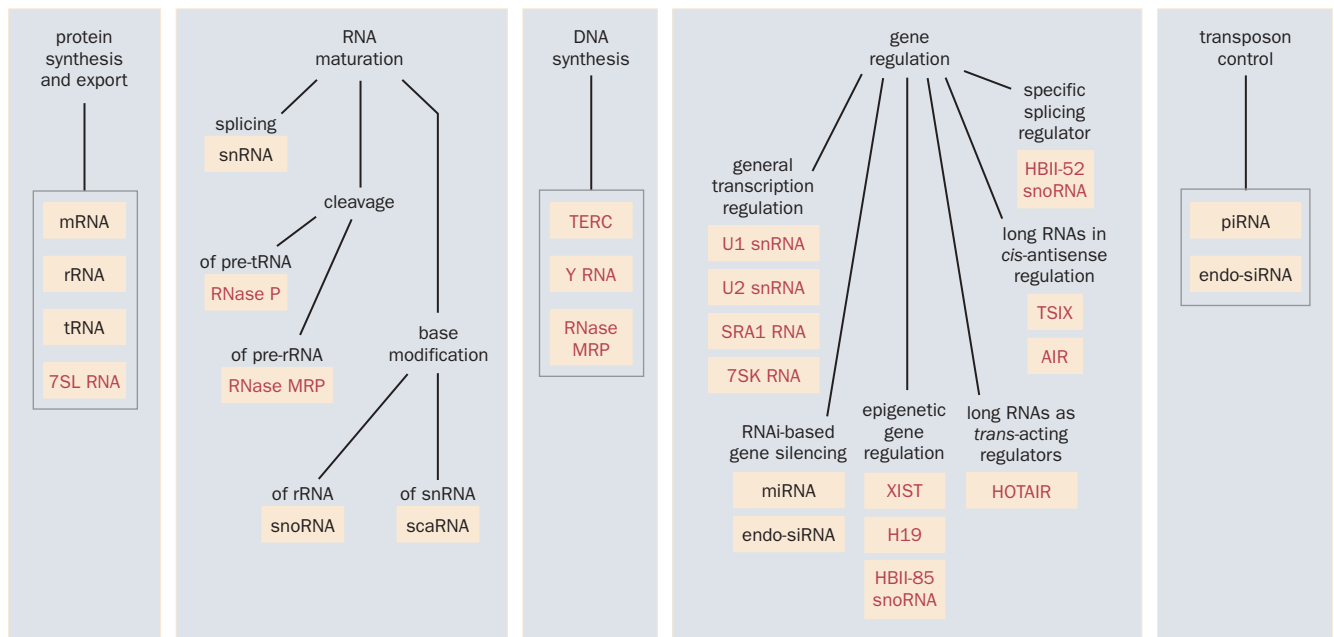 protein
synthesis
and export
mRNA
rRNA
tRNA
7SL RNA
RNA
maturation
splicing
snRNA
cleavage
of pre-tRNA
RNase P
of pre-rRNA
RNase MRP
base
modification
of rRNA
snoRNA
of snRNA
scaRNA
DNA
synthesis
TERC
Y RNA
RNase
MRP
gene
regulation
general
transcription
regulation
U1 snRNA
U2 snRNA
SRA1 RNA
7SK RNA
RNAi-based
gene silencing
miRNA
endo-siRNA
epigenetic
gene
regulation
XIST
H19
HBII-85
snoRNA
long RNAs as
trans-acting
regulators
HOTAIR
long RNAs in
cis-antisense
regulation
TSIX
AIR
specific
splicing
regulator
HBII-52
snoRNA
transposon
control
piRNA
endo-siRNA